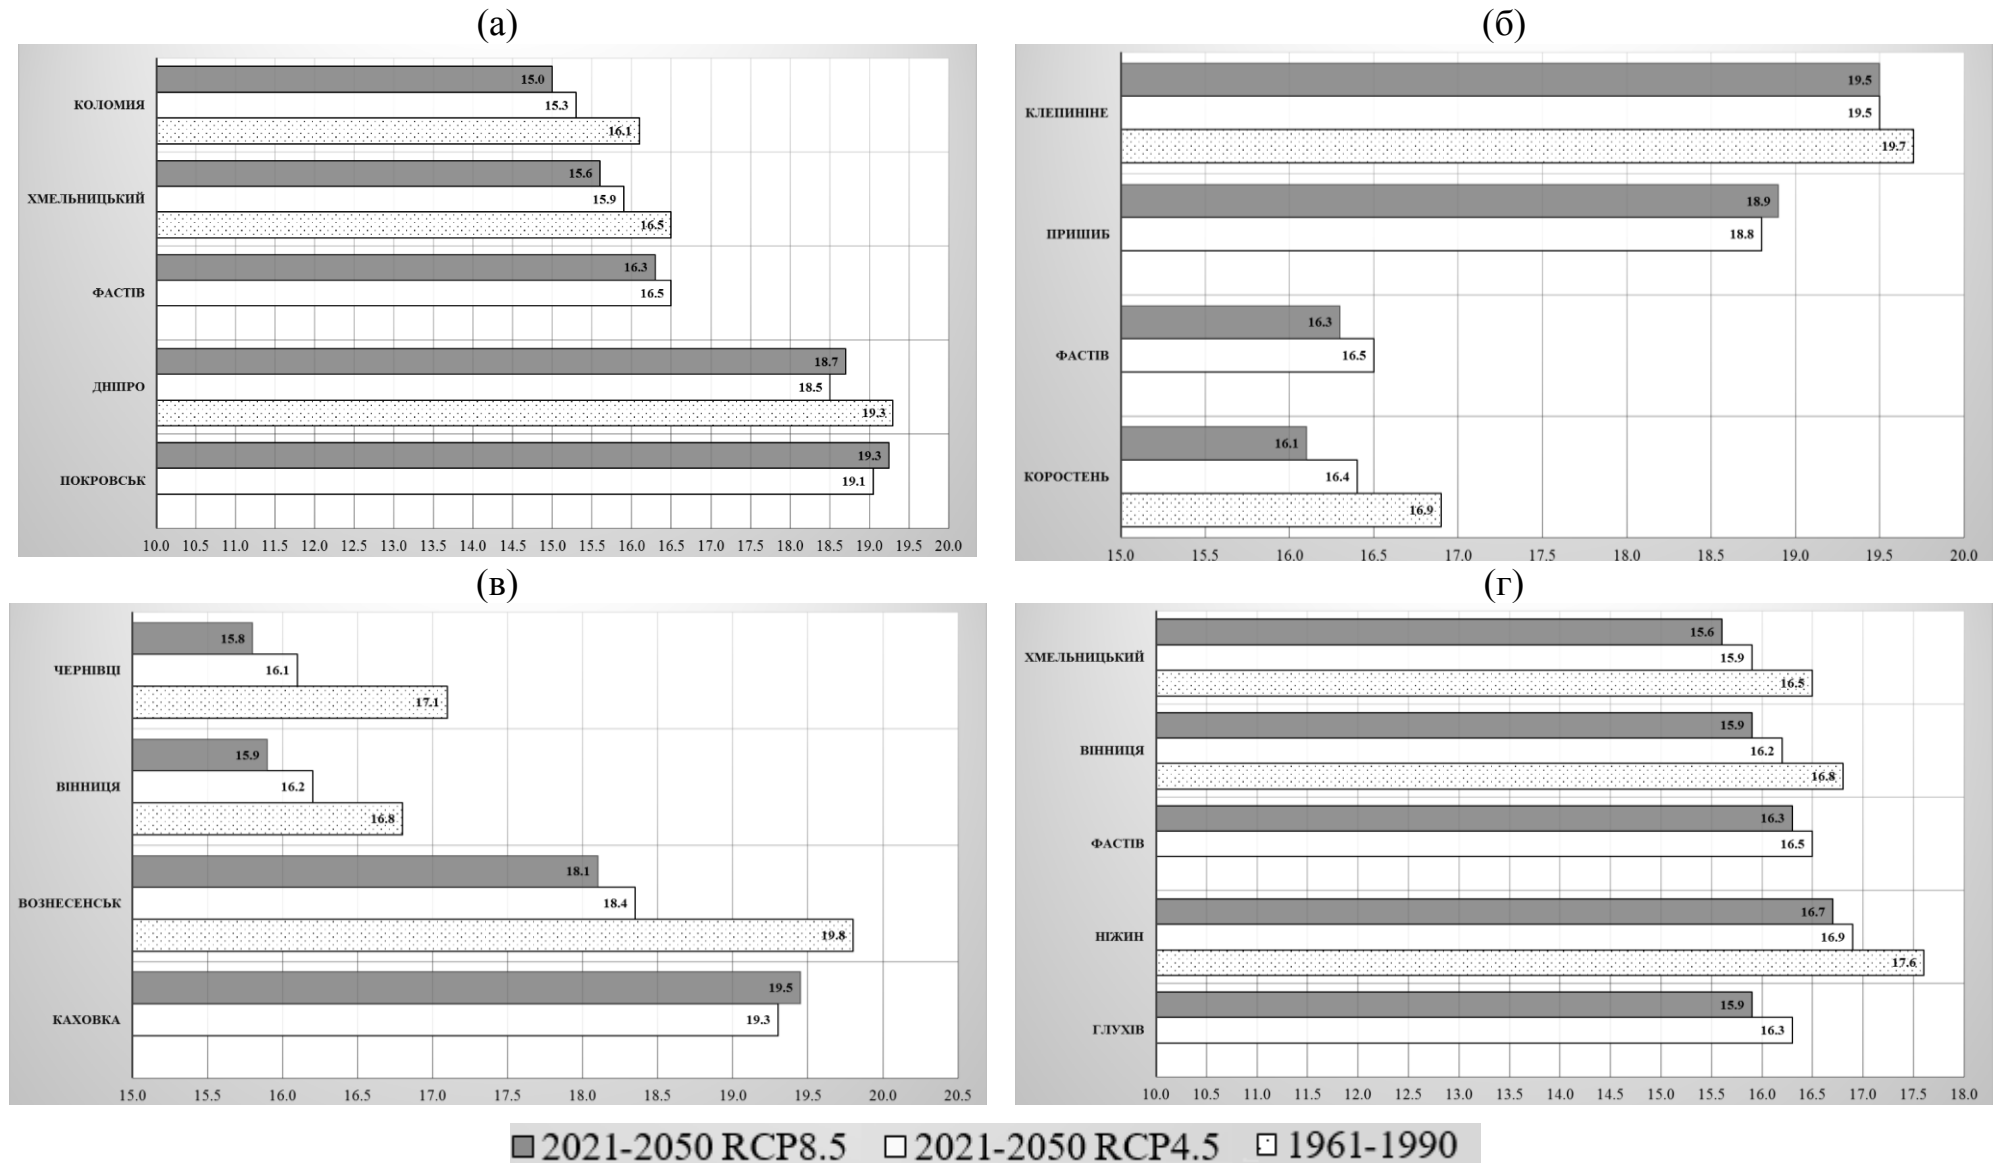 (а)
15.0
КОЛОМИЯ
15.3
16.1
15.6
ХМЕЛЬНИЦЬКИЙ
15.9
16.5
16.3
ФАСТІВ
16.5
18.7
ДНІПРО
18.5
19.3
19.3
ПОКРОВСЬК
19.1
10.0 10.5 11.0 11.5 12.0 12.5 13.0 13.5 14.0 14.5 15.0 15.5 16.0 16.5 17.0 17.5 18.0 18.5 19.0 19.5 20.0
(б)
19.5
КЛЕПИНІНЕ
19.5
19.7
18.9
ПРИШИБ
18.8
16.3
ФАСТІВ
16.5
16.1
КОРОСТЕНЬ
16.4
16.9
15.0 15.5 16.0 16.5 17.0 17.5 18.0 18.5 19.0 19.5 20.0
(в)
15.8
ЧЕРНІВЦІ
16.1
17.1
15.9
ВІННИЦЯ
16.2
16.8
18.1
ВОЗНЕСЕНСЬК
18.4
19.8
19.5
КАХОВКА
19.3
15.0 15.5 16.0 16.5 17.0 17.5 18.0 18.5 19.0 19.5 20.0 20.5
(г)
15.6
ХМЕЛЬНИЦЬКИЙ
15.9
16.5
15.9
ВІННИЦЯ
16.2
16.8
16.3
ФАСТІВ
16.5
16.7
НІЖИН
16.9
17.6
15.9
ГЛУХІВ
16.3
10.0 10.5 11.0 11.5 12.0 12.5 13.0 13.5 14.0 14.5 15.0 15.5 16.0 16.5 17.0 17.5 18.0
2021-2050 RCP8.5 2021-2050 RCP4.5 1961-1990